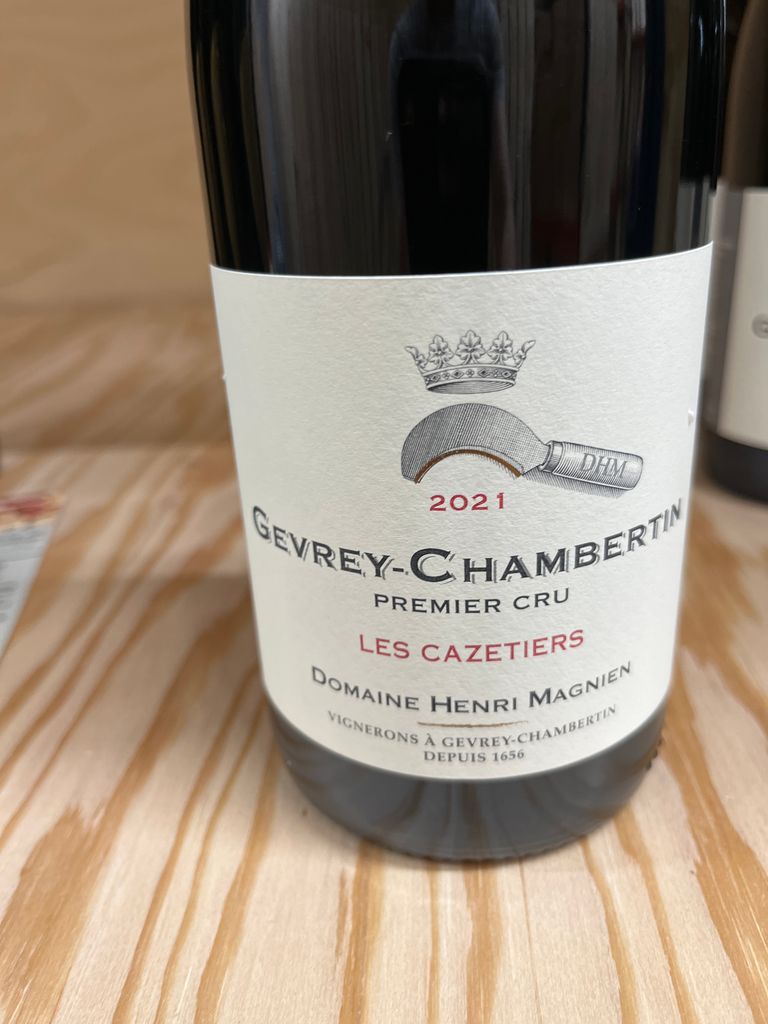 DHM
2021
GEVREY-CHAMBERTIN
PREMIER CRU
LES CAZETIERS
DOMAINE HENRI MAGNIEN
VIGNERONS À GEVREY-CHAMBERTIN
DEPUIS 1656